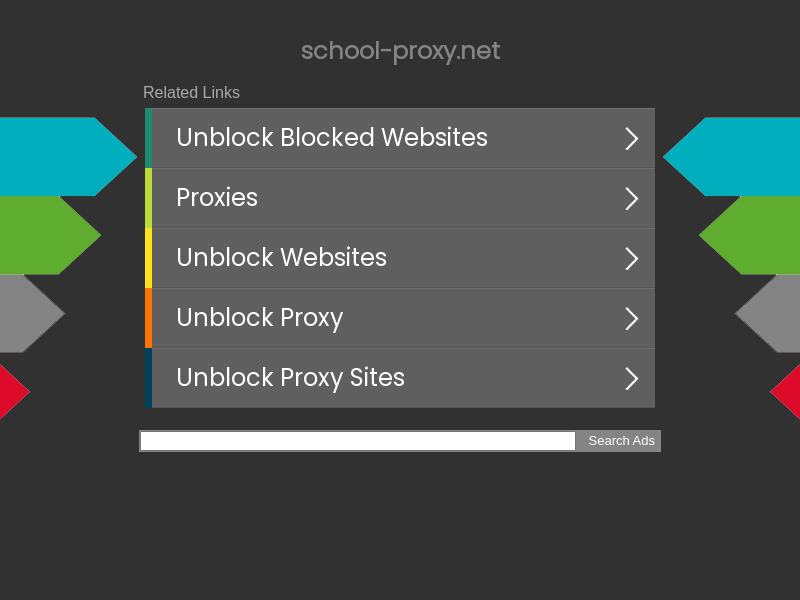 school-proxy.net
Related Links
Unblock Blocked Websites
Proxies
Unblock Websites
Unblock Proxy
Unblock Proxy Sites
Search Ads